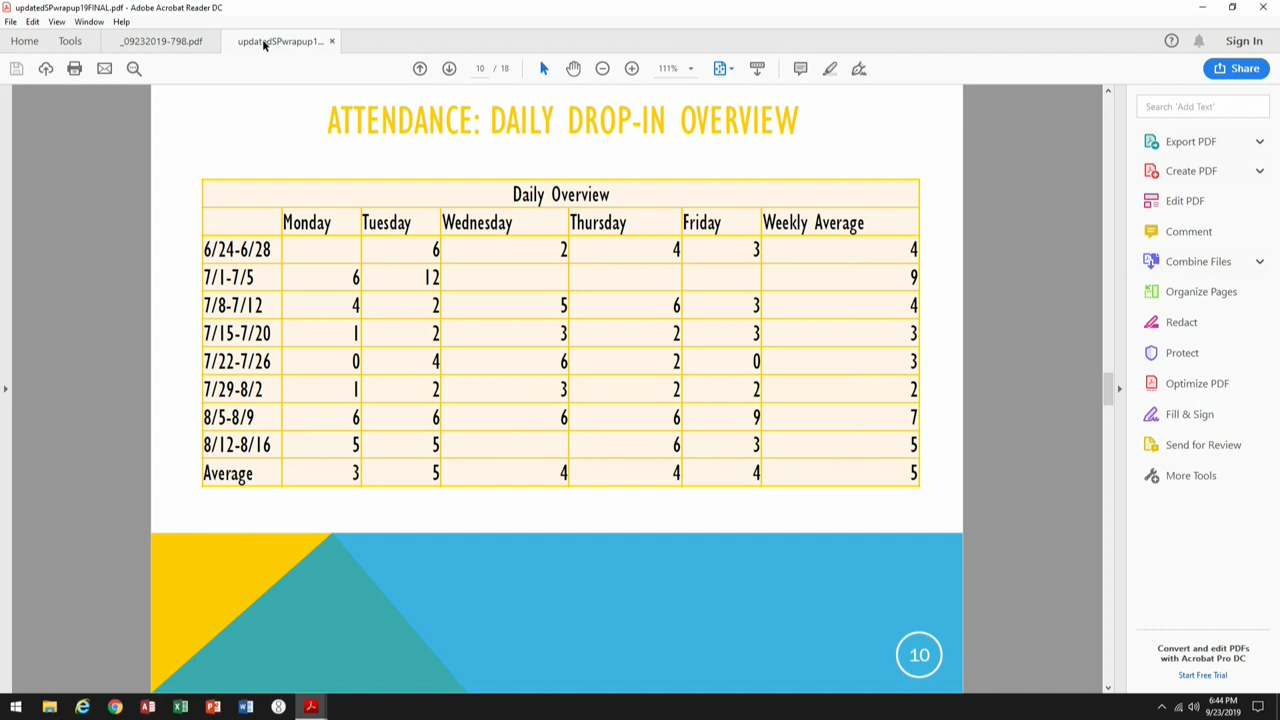 updatedSPwrapup19FINAL.pdf - Adobe Acrobat Reader DC
File Edit View Window Help
Home Tools _09232019-798.pdf updatedSPwrapup1... × Sign In
10 / 18 111% Share
ATTENDANCE: DAILY DROP-IN OVERVIEW
Daily Overview
Monday Tuesday Wednesday Thursday Friday Weekly Average
6/24-6/28 6 2 4 3 4
7/1-7/5 6 12 9
7/8-7/12 4 2 5 6 3 4
7/15-7/20 1 2 3 2 3 3
7/22-7/26 0 4 6 2 0 3
7/29-8/2 1 2 3 2 2 2
8/5-8/9 6 6 6 6 9 7
8/12-8/16 5 5 6 3 5
Average 3 5 4 4 4 5
10
Search 'Add Text'
Export PDF
Create PDF
Edit PDF
Comment
Combine Files
Organize Pages
Redact
Protect
Optimize PDF
Fill & Sign
Send for Review
More Tools
Convert and edit PDFs
with Acrobat Pro DC
Start Free Trial
6:44 PM
9/23/2019